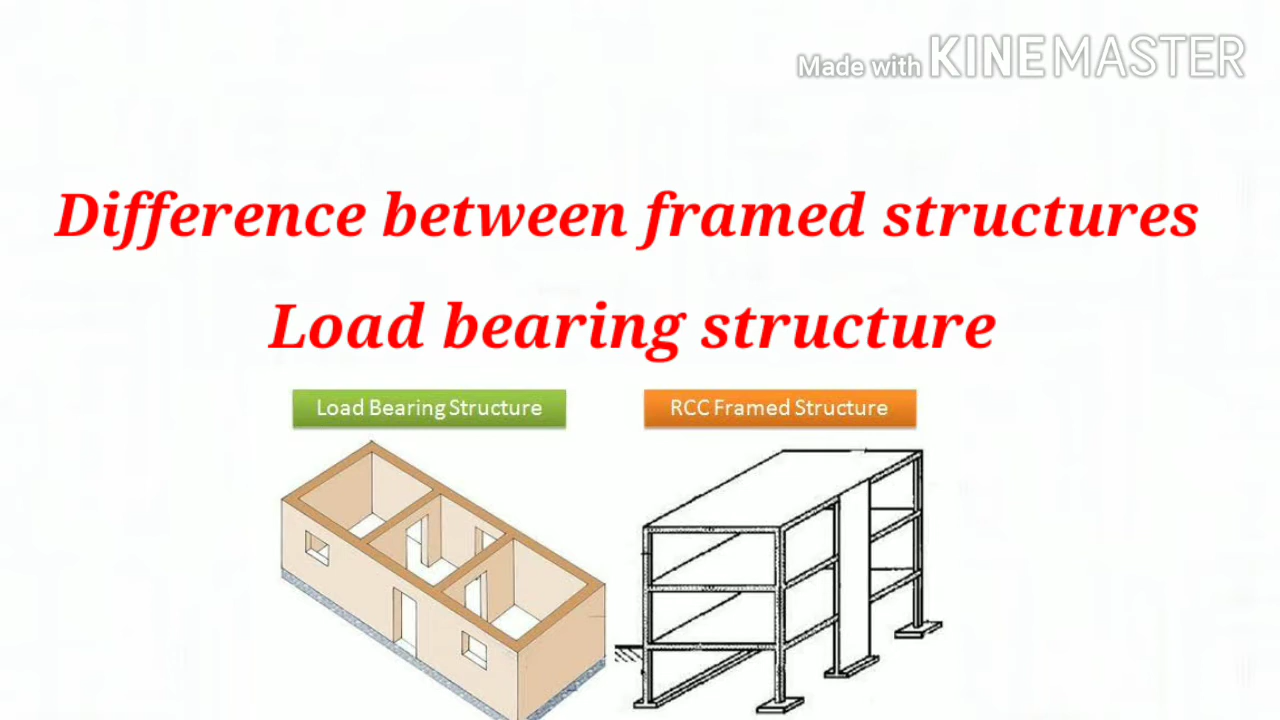 Made with KINEMASTER
Difference between framed structures
Load bearing structure
Load Bearing Structure
RCC Framed Structure